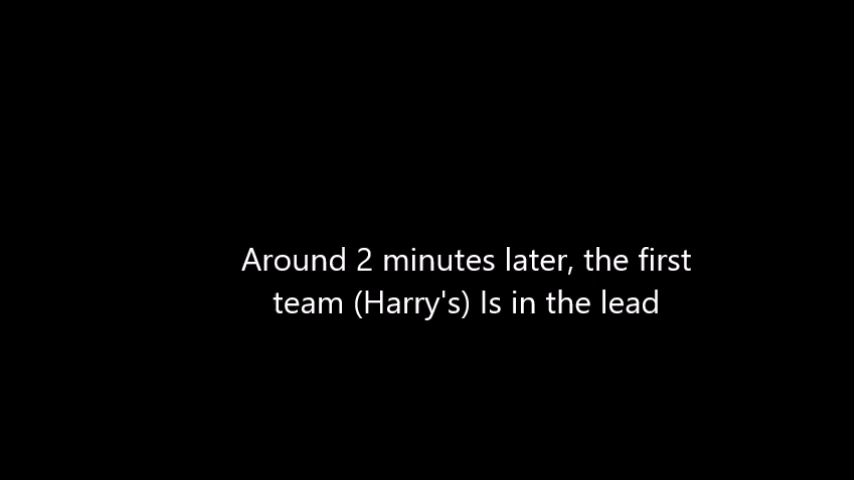 Around 2 minutes later, the first
team (Harry's) Is in the lead